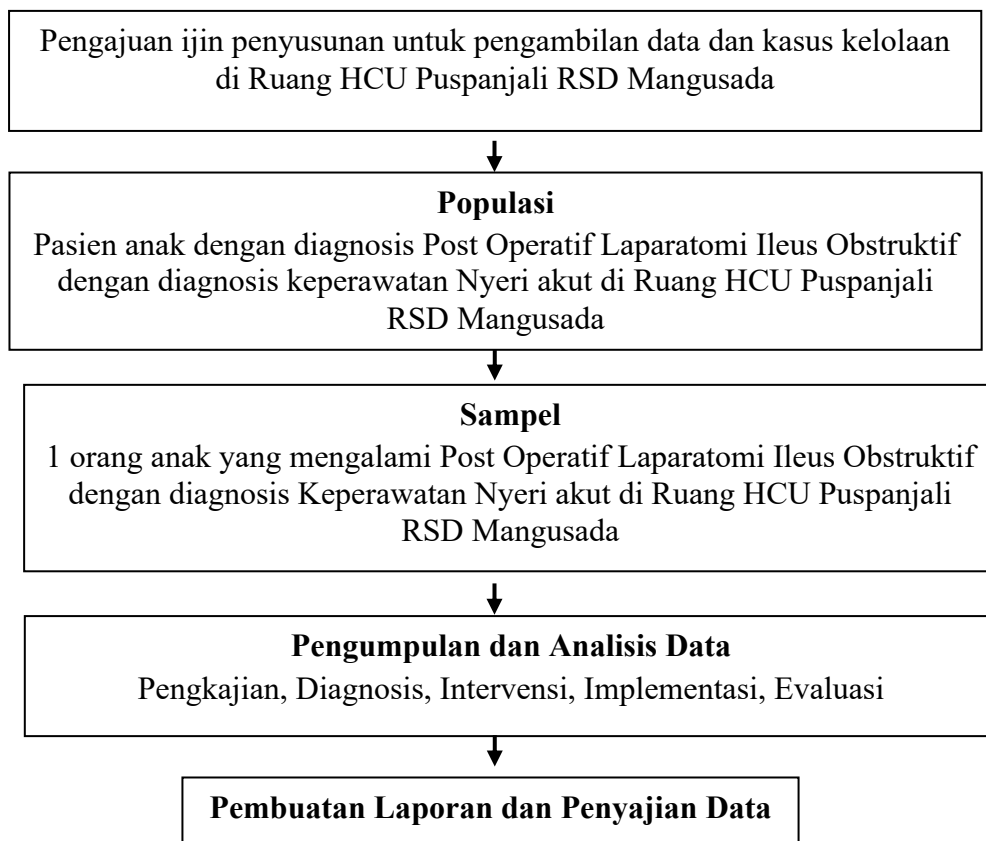 Pengajuan ijin penyusunan untuk pengambilan data dan kasus kelolaan
di Ruang HCU Puspanjali RSD Mangusada
Populasi
Pasien anak dengan diagnosis Post Operatif Laparatomi Ileus Obstruktif
dengan diagnosis keperawatan Nyeri akut di Ruang HCU Puspanjali
RSD Mangusada
Sampel
1 orang anak yang mengalami Post Operatif Laparatomi Ileus Obstruktif
dengan diagnosis Keperawatan Nyeri akut di Ruang HCU Puspanjali
RSD Mangusada
Pengumpulan dan Analisis Data
Pengkajian, Diagnosis, Intervensi, Implementasi, Evaluasi
Pembuatan Laporan dan Penyajian Data